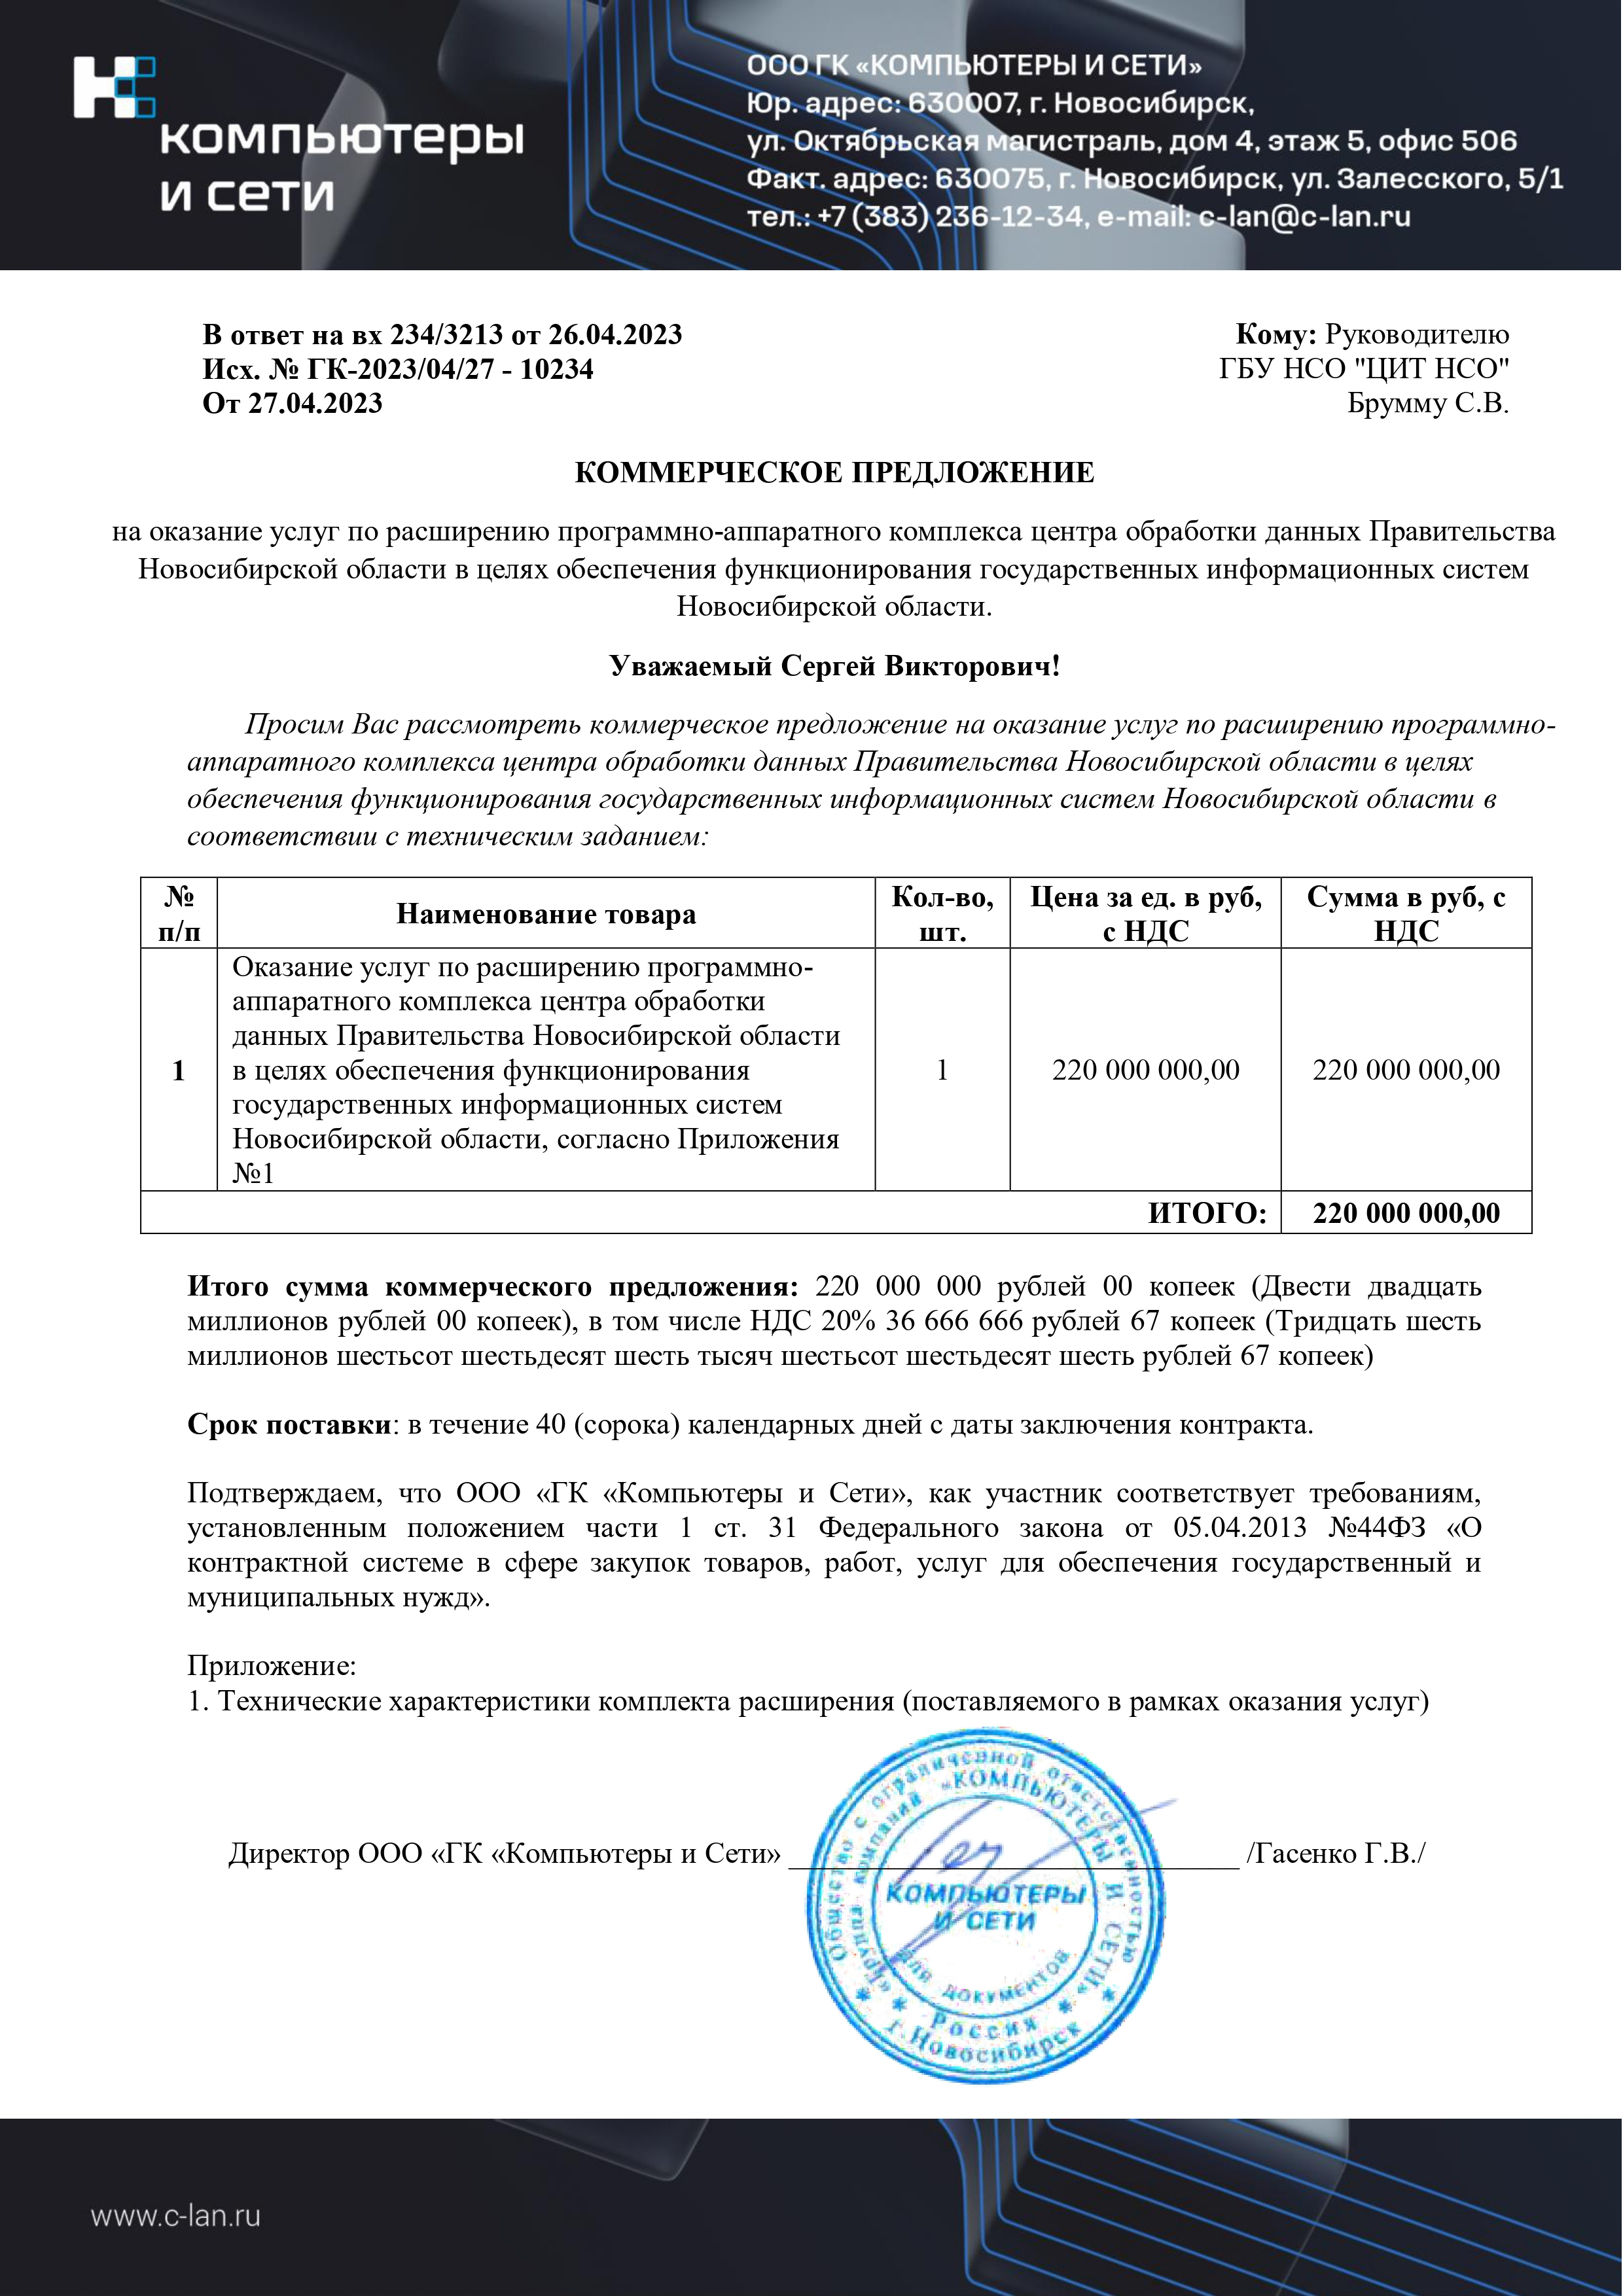 компьютеры
и сети
ООО ГК «КОМПЬЮТЕРЫ И СЕТИ»
Юр. адрес: 630007, г. Новосибирск,
ул. Октябрьская магистраль, дом 4, этаж 5, офис 506
Факт. адрес: 630075, г. Новосибирск, ул. Залесского, 5/1
тел.: +7 (383) 236-12-34, e-mail: c-lan@c-lan.ru
В ответ на вх 234/3213 от 26.04.2023
Исх. № ГК-2023/04/27 - 10234
От 27.04.2023
Кому: Руководителю
ГБУ НСО "ЦИТ НСО"
Брумму С.В.
КОММЕРЧЕСКОЕ ПРЕДЛОЖЕНИЕ
на оказание услуг по расширению программно-аппаратного комплекса центра обработки данных Правительства
Новосибирской области в целях обеспечения функционирования государственных информационных систем
Новосибирской области.
Уважаемый Сергей Викторович!
Просим Вас рассмотреть коммерческое предложение на оказание услуг по расширению программно-
аппаратного комплекса центра обработки данных Правительства Новосибирской области в целях
обеспечения функционирования государственных информационных систем Новосибирской области в
соответствии с техническим заданием:
№ п/п
Наименование товара
Кол-во, шт.
Цена за ед. в руб, с НДС
Сумма в руб, с НДС
1
Оказание услуг по расширению программно-
аппаратного комплекса центра обработки
данных Правительства Новосибирской области
в целях обеспечения функционирования
государственных информационных систем
Новосибирской области, согласно Приложения
№1
1
220 000 000,00
220 000 000,00
ИТОГО:
220 000 000,00
Итого сумма коммерческого предложения: 220 000 000 рублей 00 копеек (Двести двадцать
миллионов рублей 00 копеек), в том числе НДС 20% 36 666 666 рублей 67 копеек (Тридцать шесть
миллионов шестьсот шестьдесят шесть тысяч шестьсот шестьдесят шесть рублей 67 копеек)
Срок поставки: в течение 40 (сорока) календарных дней с даты заключения контракта.
Подтверждаем, что ООО «ГК «Компьютеры и Сети», как участник соответствует требованиям,
установленным положением части 1 ст. 31 Федерального закона от 05.04.2013 №44ФЗ «О
контрактной системе в сфере закупок товаров, работ, услуг для обеспечения государственный и
муниципальных нужд».
Приложение:
1. Технические характеристики комплекта расширения (поставляемого в рамках оказания услуг)
Директор ООО «ГК «Компьютеры и Сети» /Гасенко Г.В./
Общество с ограниченной ответственностью
«Группа компаний «КОМПЬЮТЕРЫ И СЕТИ»
КОМПЬЮТЕРЫ
И СЕТИ
ДЛЯ ДОКУМЕНТОВ
* Россия *
* г.Новосибирск *
www.c-lan.ru